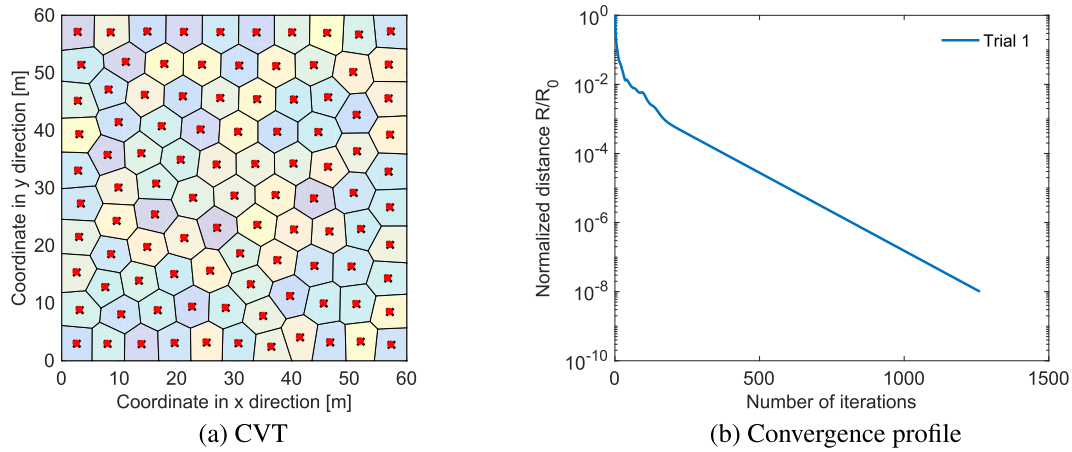 60
50
40
30
20
10
0
Coordinate in y direction [m]
0 10 20 30 40 50 60
Coordinate in x direction [m]
(a) CVT
10^0
10^-2
10^-4
10^-6
10^-8
10^-10
Normalized distance R/R_0
Trial 1
0 500 1000 1500
Number of iterations
(b) Convergence profile